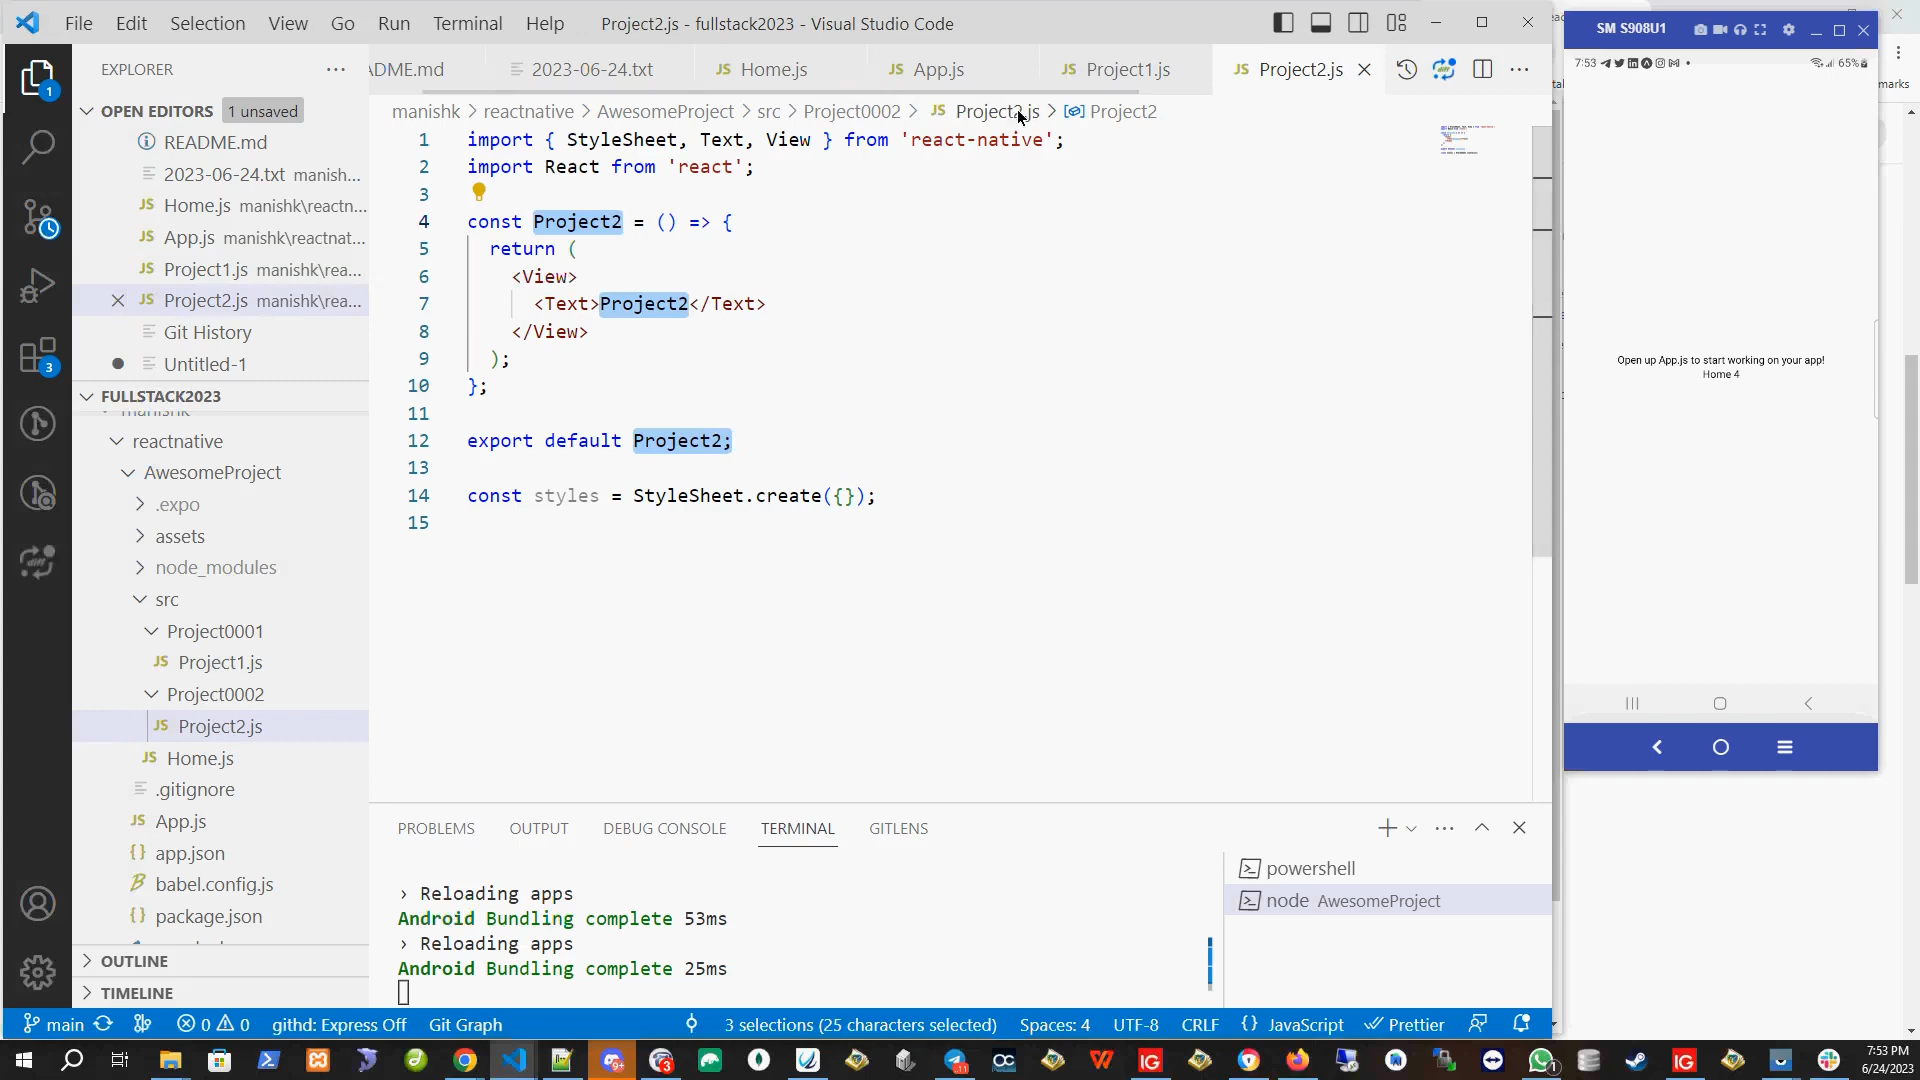 File Edit Selection View Go Run Terminal Help Project2.js - fullstack2023 - Visual Studio Code
EXPLORER
OPEN EDITORS 1 unsaved
README.md
2023-06-24.txt manish...
Home.js manishk\reactn...
App.js manishk\reactnat...
Project1.js manishk\rea...
Project2.js manishk\rea...
Git History
Untitled-1
FULLSTACK2023
manishk
reactnative
AwesomeProject
.expo
assets
node_modules
src
Project0001
Project1.js
Project0002
Project2.js
Home.js
.gitignore
App.js
app.json
babel.config.js
package.json
OUTLINE
TIMELINE
1
3
DME.md 2023-06-24.txt Home.js App.js Project1.js Project2.js
manishk > reactnative > AwesomeProject > src > Project0002 > JS Project2.js > Project2
1 import { StyleSheet, Text, View } from 'react-native';
2 import React from 'react';
3
4 const Project2 = () => {
5 return (
6 <View>
7 <Text>Project2</Text>
8 </View>
9 );
10 };
11
12 export default Project2;
13
14 const styles = StyleSheet.create({});
15
PROBLEMS OUTPUT DEBUG CONSOLE TERMINAL GITLENS
› Reloading apps
Android Bundling complete 53ms
› Reloading apps
Android Bundling complete 25ms
powershell
node AwesomeProject
main 0 0 githd: Express Off Git Graph 3 selections (25 characters selected) Spaces: 4 UTF-8 CRLF {} JavaScript Prettier
SM S908U1
7:53 65%
Open up App.js to start working on your app!
Home 4
marks
7:53 PM
6/24/2023